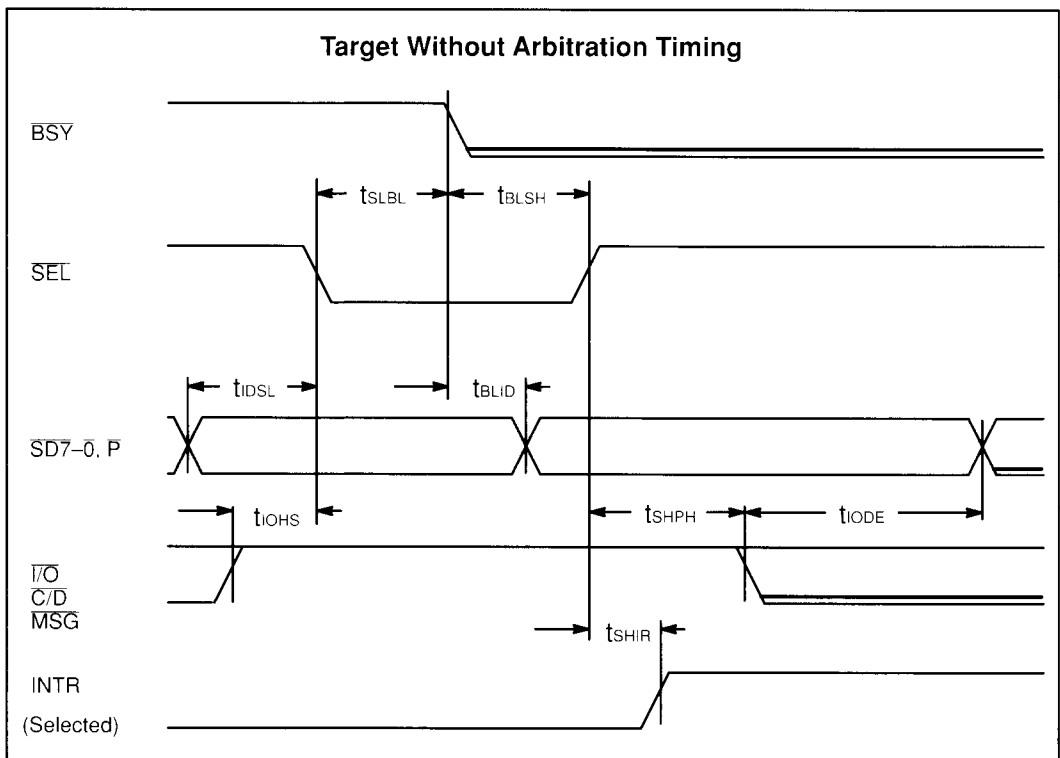 Target Without Arbitration Timing
BSY
tSLBL
tBLSH
SEL
tIDSL
tBLID
SD7–0, P
tIOHS
tSHPH
tIODE
I/O
C/D
MSG
tSHIR
INTR
(Selected)